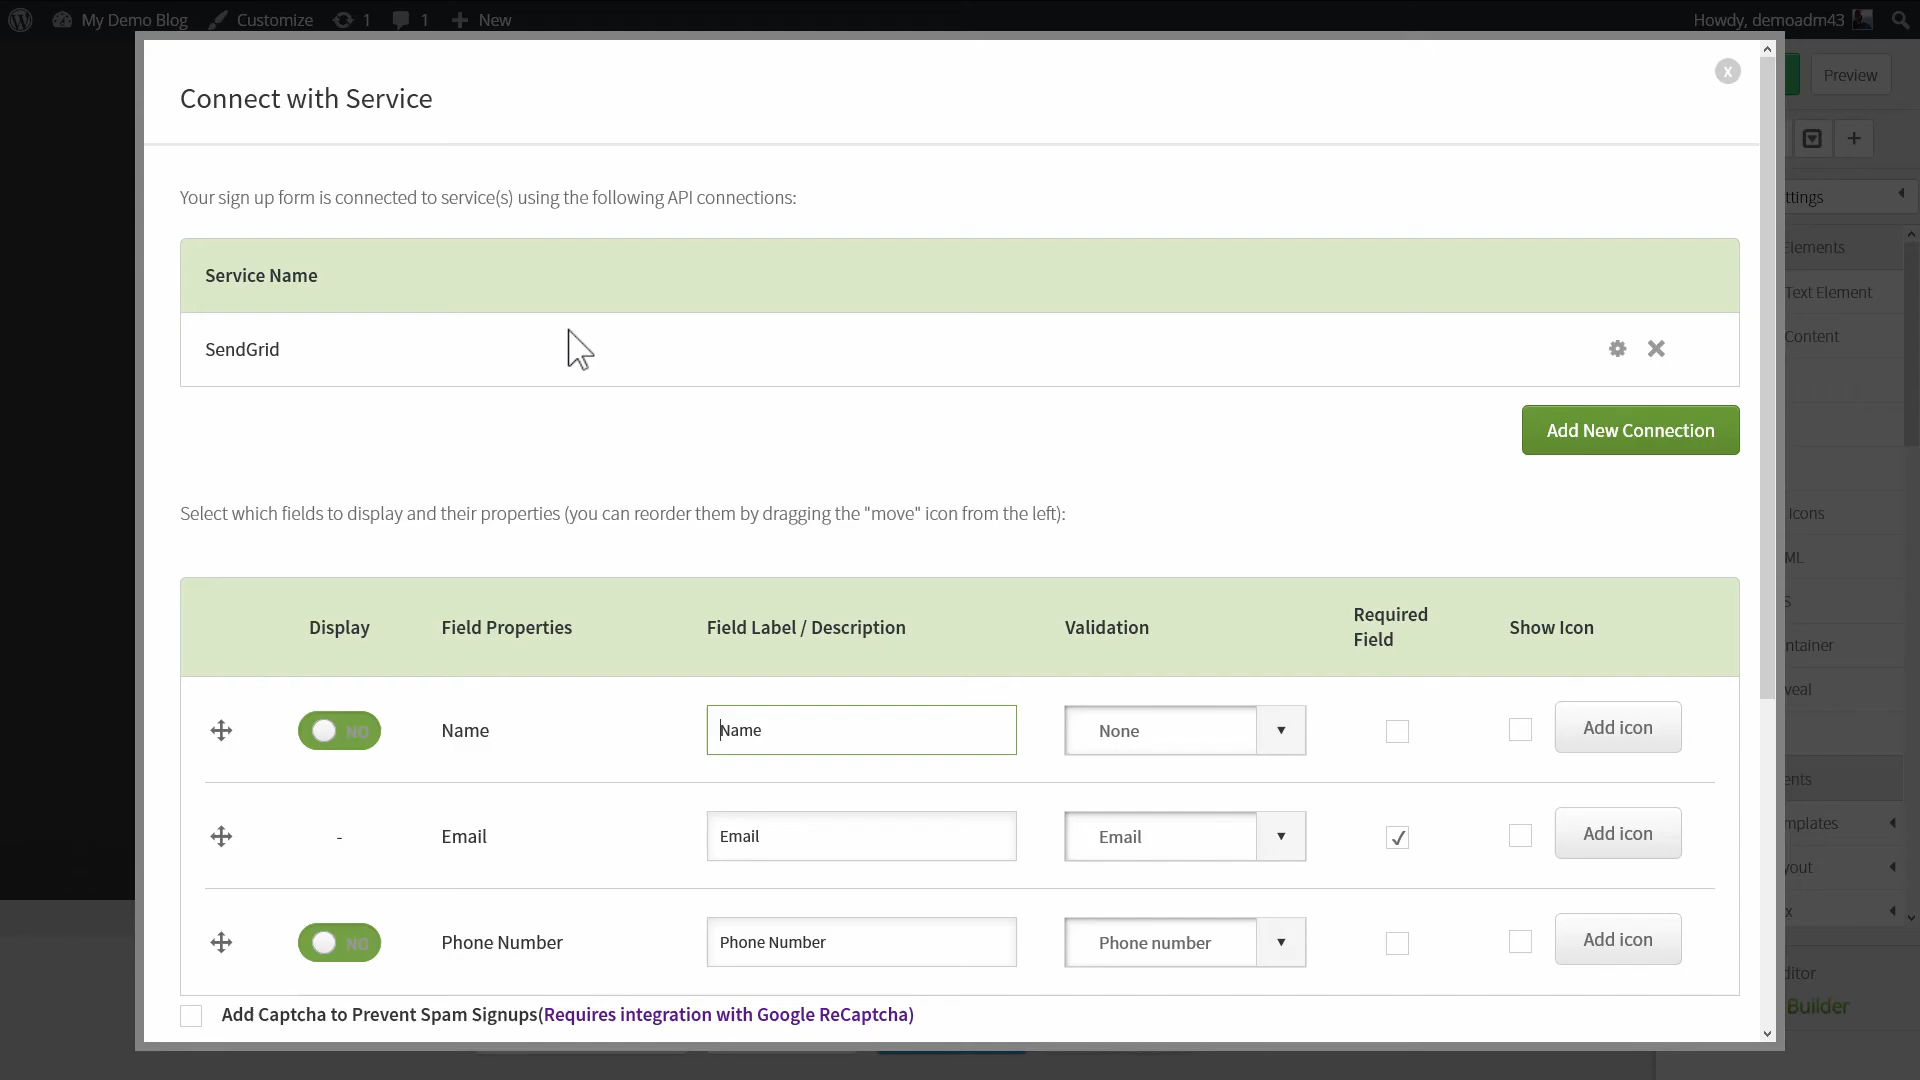 My Demo Blog Customize 1 1 New Howdy, demoadm43
Connect with Service
x
Preview
Your sign up form is connected to service(s) using the following API connections:
ttings
Service Name
Elements
SendGrid
Text Element
Content
Add New Connection
Select which fields to display and their properties (you can reorder them by dragging the "move" icon from the left):
Icons
ML
S
Display Field Properties Field Label / Description Validation Required Field Show Icon
ntainer
veal
NO Name Name None Add icon
ents
mplates
- Email Email Email Add icon
yout
x
NO Phone Number Phone Number Phone number Add icon
ditor
Builder
Add Captcha to Prevent Spam Signups(Requires integration with Google ReCaptcha)